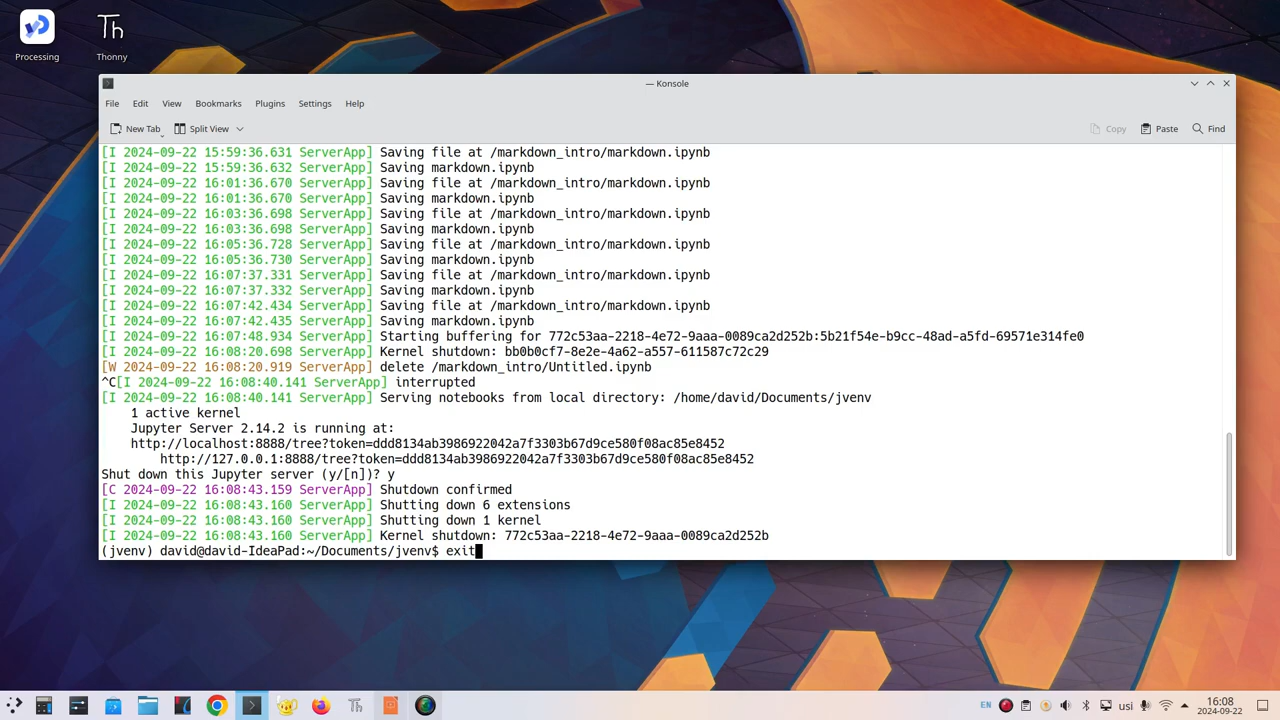 Processing
Th
Thonny
— Konsole
File Edit View Bookmarks Plugins Settings Help
New Tab Split View Copy Paste Find
[I 2024-09-22 15:59:36.631 ServerApp] Saving file at /markdown_intro/markdown.ipynb
[I 2024-09-22 15:59:36.632 ServerApp] Saving markdown.ipynb
[I 2024-09-22 16:01:36.670 ServerApp] Saving file at /markdown_intro/markdown.ipynb
[I 2024-09-22 16:01:36.670 ServerApp] Saving markdown.ipynb
[I 2024-09-22 16:03:36.698 ServerApp] Saving file at /markdown_intro/markdown.ipynb
[I 2024-09-22 16:03:36.698 ServerApp] Saving markdown.ipynb
[I 2024-09-22 16:05:36.728 ServerApp] Saving file at /markdown_intro/markdown.ipynb
[I 2024-09-22 16:05:36.730 ServerApp] Saving markdown.ipynb
[I 2024-09-22 16:07:37.331 ServerApp] Saving file at /markdown_intro/markdown.ipynb
[I 2024-09-22 16:07:37.332 ServerApp] Saving markdown.ipynb
[I 2024-09-22 16:07:42.434 ServerApp] Saving file at /markdown_intro/markdown.ipynb
[I 2024-09-22 16:07:42.435 ServerApp] Saving markdown.ipynb
[I 2024-09-22 16:07:48.934 ServerApp] Starting buffering for 772c53aa-2218-4e72-9aaa-0089ca2d252b:5b21f54e-b9cc-48ad-a5fd-69571e314fe0
[I 2024-09-22 16:08:20.698 ServerApp] Kernel shutdown: bb0b0cf7-8e2e-4a62-a557-611587c72c29
[W 2024-09-22 16:08:20.919 ServerApp] delete /markdown_intro/Untitled.ipynb
^C[I 2024-09-22 16:08:40.141 ServerApp] interrupted
[I 2024-09-22 16:08:40.141 ServerApp] Serving notebooks from local directory: /home/david/Documents/jvenv
1 active kernel
Jupyter Server 2.14.2 is running at:
http://localhost:8888/tree?token=ddd8134ab3986922042a7f3303b67d9ce580f08ac85e8452
http://127.0.0.1:8888/tree?token=ddd8134ab3986922042a7f3303b67d9ce580f08ac85e8452
Shut down this Jupyter server (y/[n])? y
[C 2024-09-22 16:08:43.159 ServerApp] Shutdown confirmed
[I 2024-09-22 16:08:43.160 ServerApp] Shutting down 6 extensions
[I 2024-09-22 16:08:43.160 ServerApp] Shutting down 1 kernel
[I 2024-09-22 16:08:43.160 ServerApp] Kernel shutdown: 772c53aa-2218-4e72-9aaa-0089ca2d252b
(jvenv) david@david-IdeaPad:~/Documents/jvenv$ exit
Th
EN usi 16:08
2024-09-22